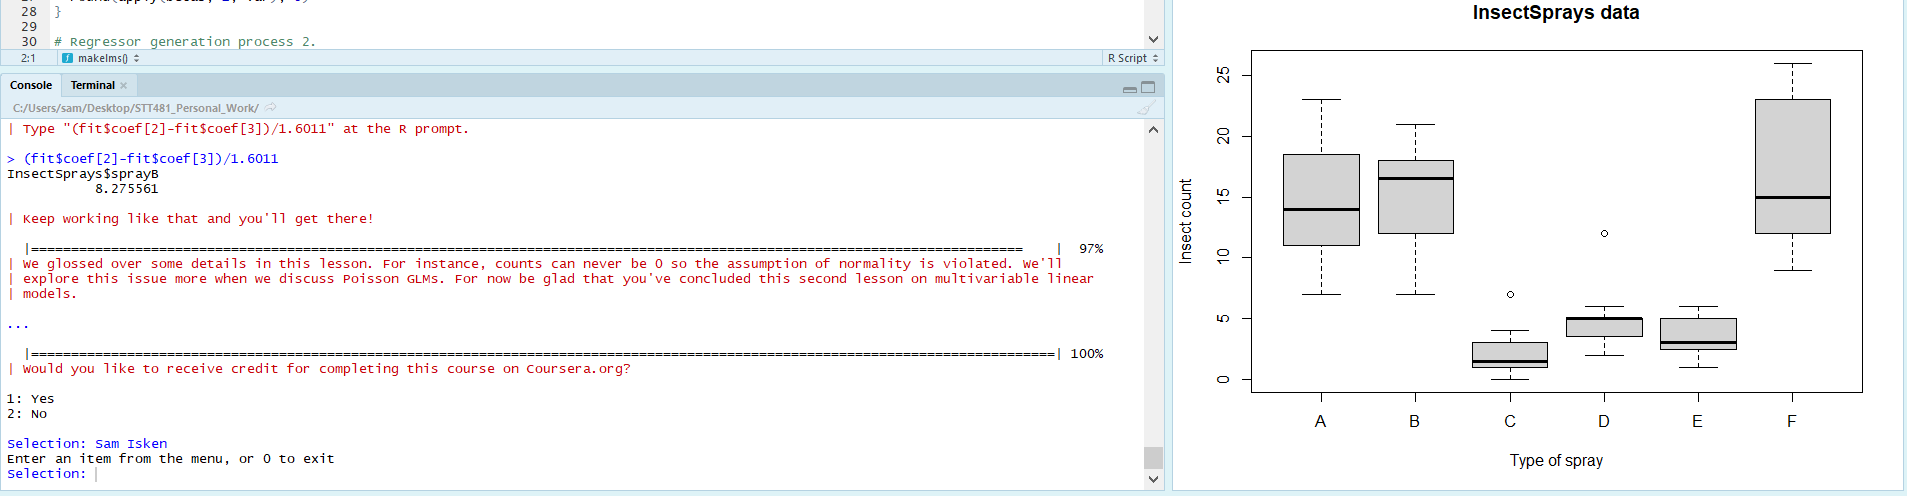 28 }
29
30 # Regressor generation process 2.
2:1 makelms() R Script
Console Terminal
C:/Users/sam/Desktop/STT481_Personal_Work/
| Type "(fit$coef[2]-fit$coef[3])/1.6011" at the R prompt.
> (fit$coef[2]-fit$coef[3])/1.6011
InsectSprays$sprayB
8.275561
| Keep working like that and you'll get there!
|============================================================================================================================ | 97%
| We glossed over some details in this lesson. For instance, counts can never be 0 so the assumption of normality is violated. We'll
| explore this issue more when we discuss Poisson GLMs. For now be glad that you've concluded this second lesson on multivariable linear
| models.
...
|================================================================================================================================| 100%
| Would you like to receive credit for completing this course on Coursera.org?
1: Yes
2: No
Selection: Sam Isken
Enter an item from the menu, or 0 to exit
Selection:
InsectSprays data
Insect count
25
20
15
10
5
0
A B C D E F
Type of spray